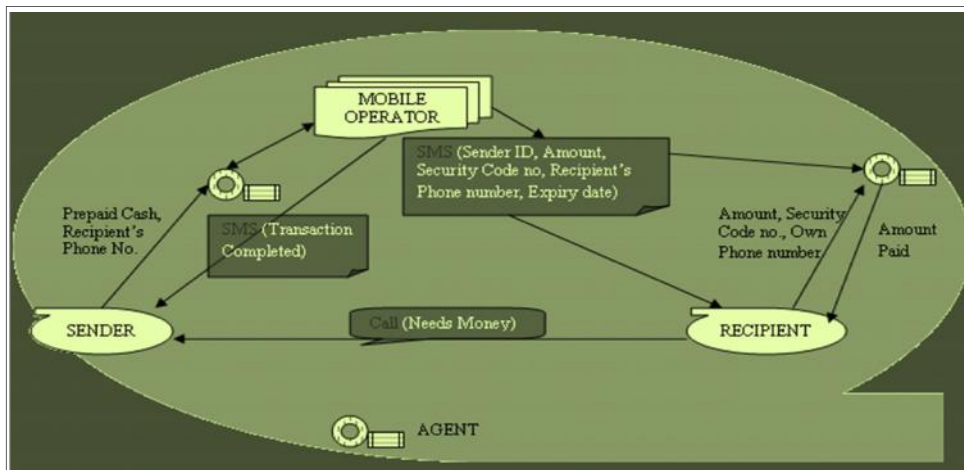 MOBILE
OPERATOR
SMS (Sender ID, Amount,
Security Code no, Recipient's
Phone number, Expiry date)
Prepaid Cash,
Recipient's
Phone No.
SMS (Transaction
Completed)
Amount, Security
Code no., Own
Phone number
Amount
Paid
SENDER
Call (Needs Money)
RECIPIENT
AGENT